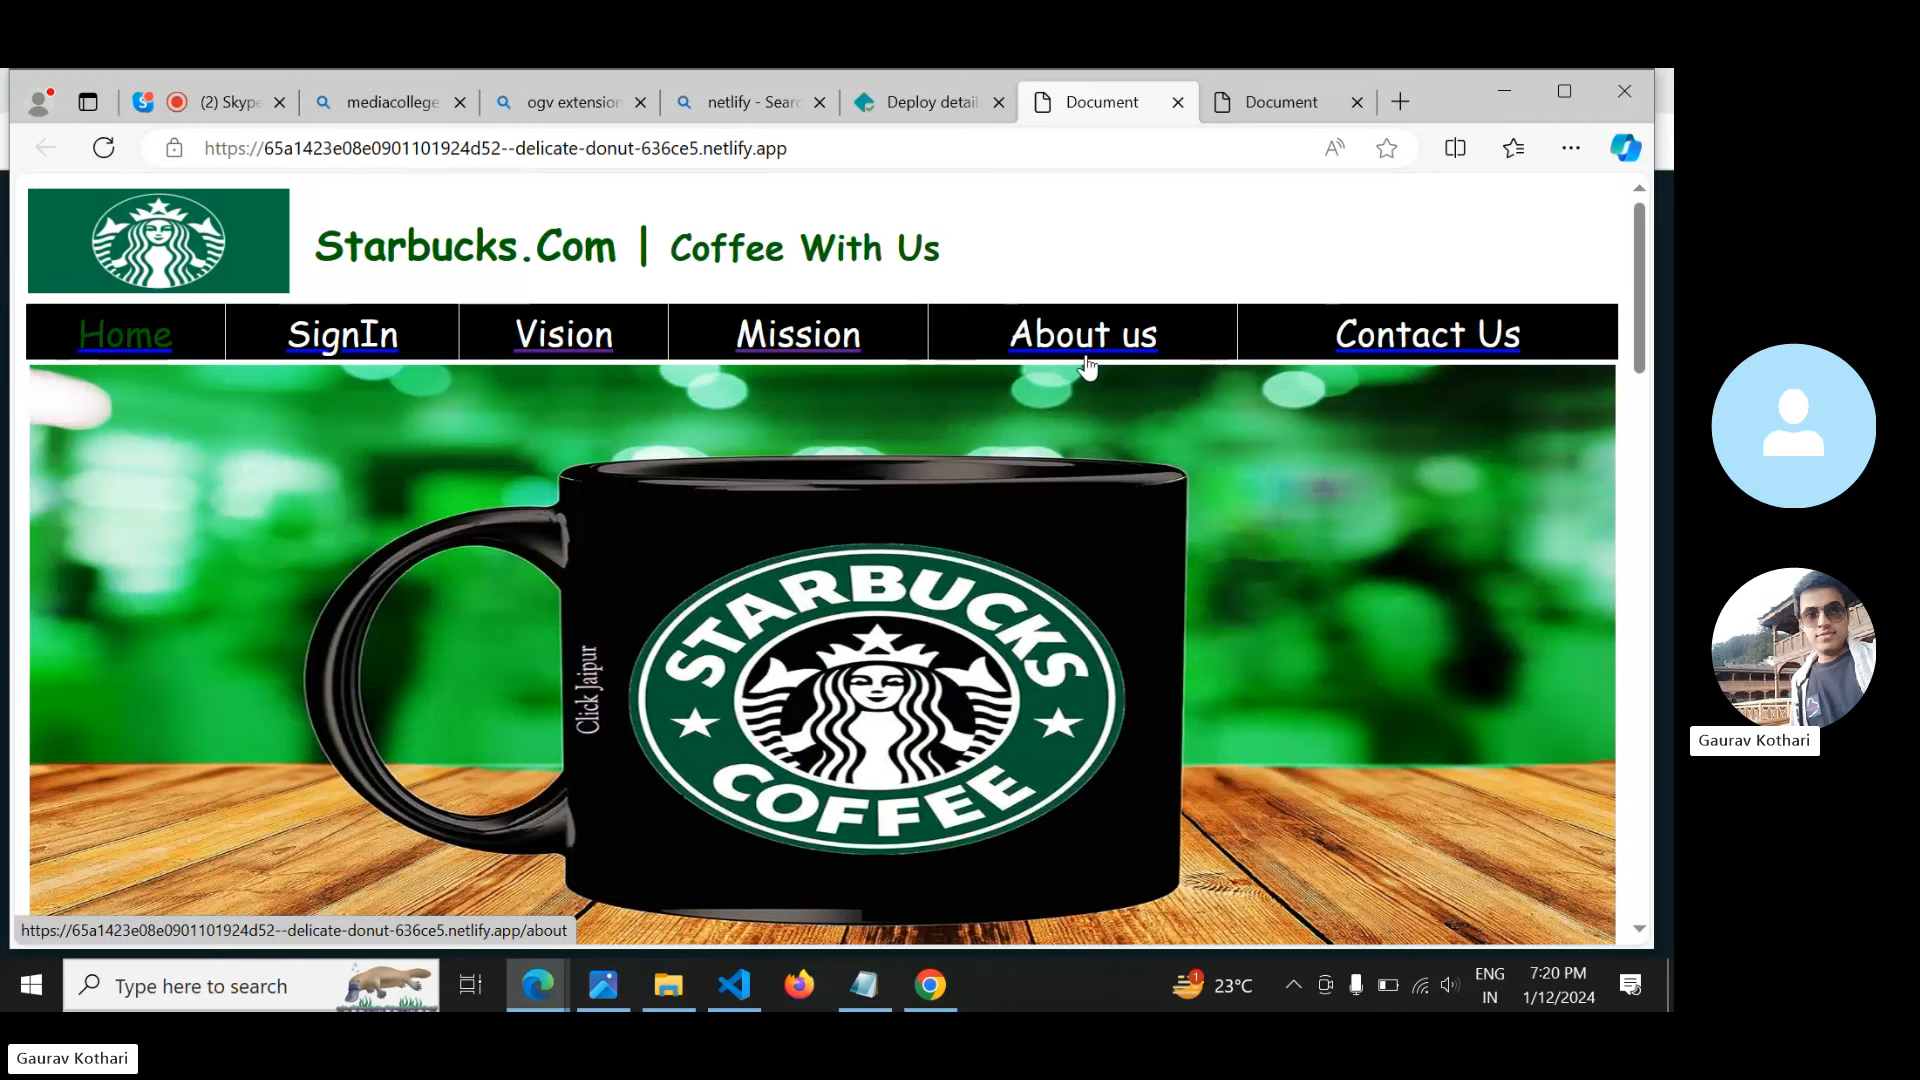 (2) Skype
mediacollege
ogv extension
netlify - Searc
Deploy detail
Document
Document
https://65a1423e08e0901101924d52--delicate-donut-636ce5.netlify.app
Starbucks.Com | Coffee With Us
Home
SignIn
Vision
Mission
About us
Contact Us
STARBUCKS
COFFEE
Click Jaipur
https://65a1423e08e0901101924d52--delicate-donut-636ce5.netlify.app/about
Type here to search
1
23°C
ENG
IN
7:20 PM
1/12/2024
Gaurav Kothari
Gaurav Kothari